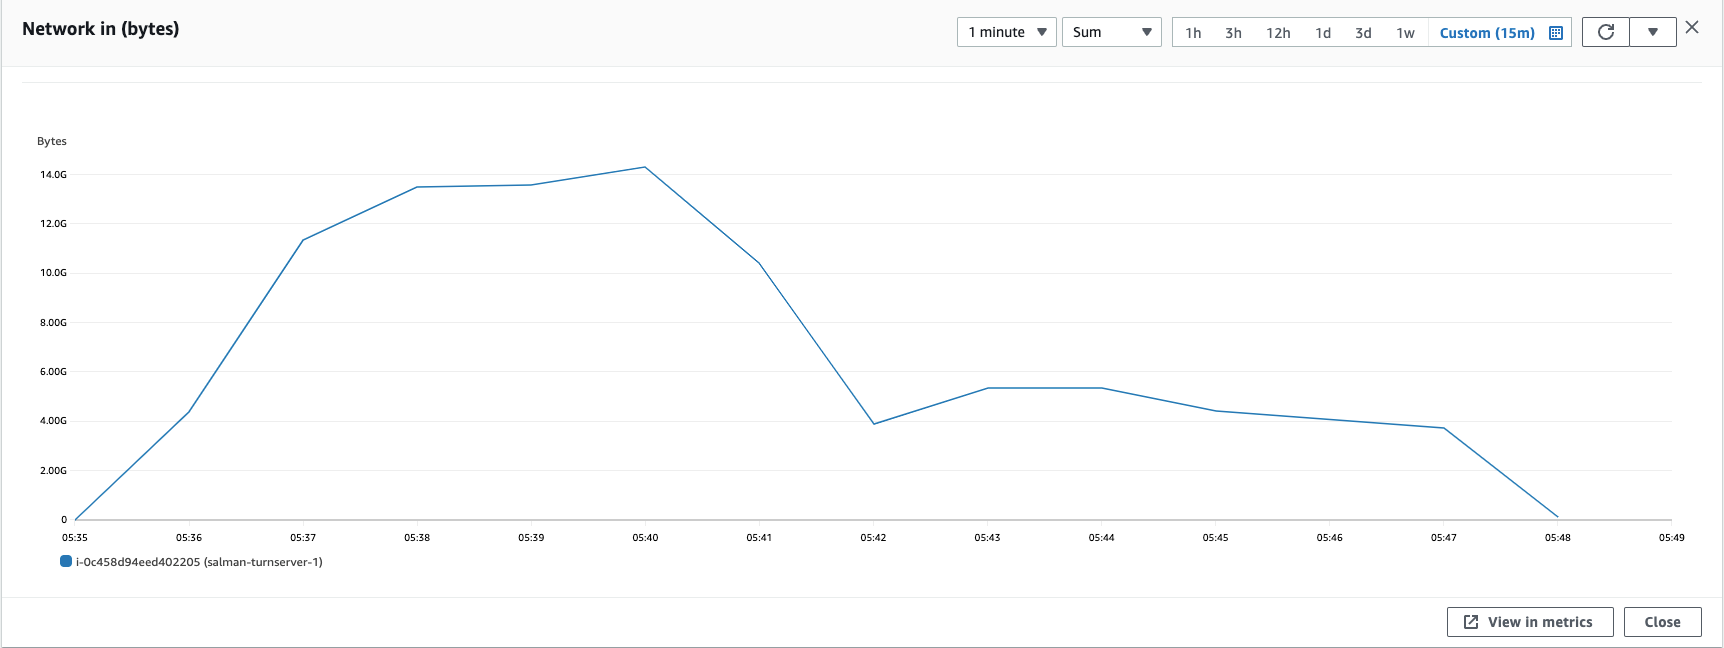 Network in (bytes)
1 minute Sum 1h 3h 12h 1d 3d 1w Custom (15m)
Bytes
14.0G
12.0G
10.0G
8.00G
6.00G
4.00G
2.00G
0
05:35 05:36 05:37 05:38 05:39 05:40 05:41 05:42 05:43 05:44 05:45 05:46 05:47 05:48 05:49
i-0c458d94eed402205 (salman-turnserver-1)
View in metrics Close